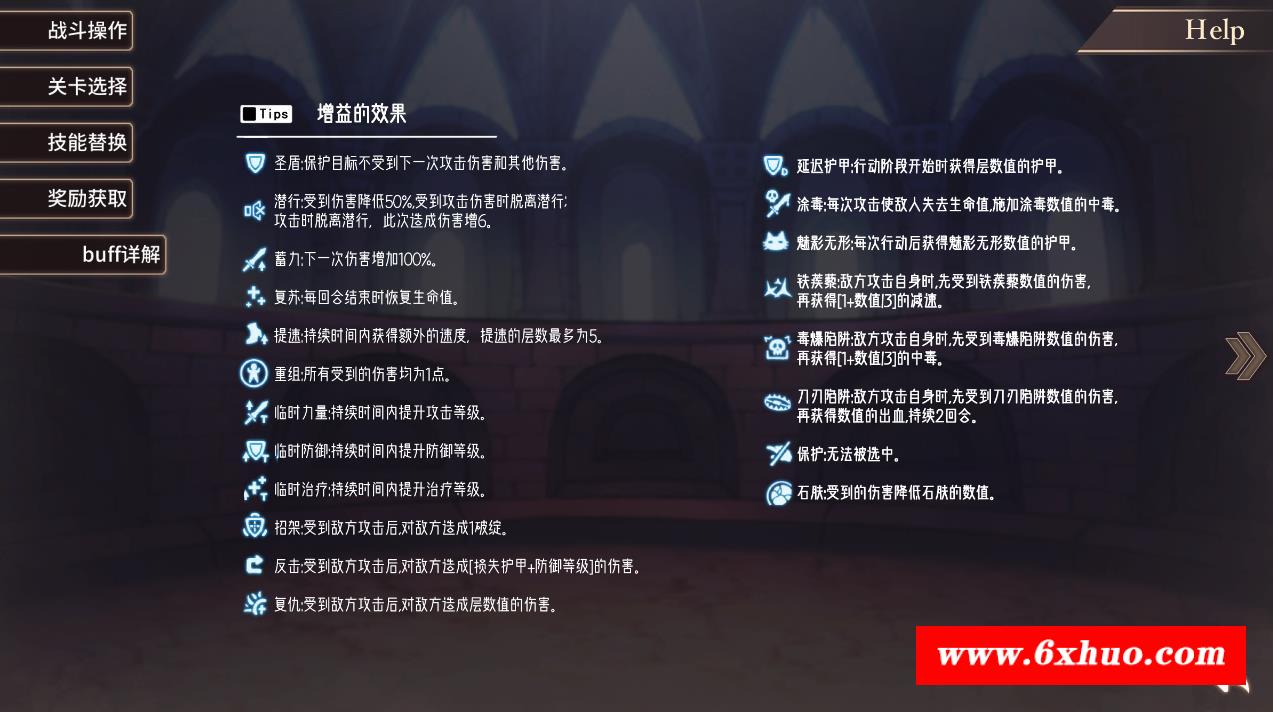 战斗操作
关卡选择
技能替换
奖励获取
buff详解
Help
Tips 增益的效果
圣盾:保护目标不受到下一次攻击伤害和其他伤害。
潜行:受到伤害降低50%,受到攻击伤害时脱离潜行;
攻击时脱离潜行，此次造成伤害增6。
蓄力:下一次伤害增加100%。
复苏:每回合结束时恢复生命值。
提速:持续时间内获得额外的速度，提速的层数最多为5。
重组:所有受到的伤害均为1点。
临时力量:持续时间内提升攻击等级。
临时防御:持续时间内提升防御等级。
临时治疗:持续时间内提升治疗等级。
招架:受到敌方攻击后,对敌方造成1破绽。
反击:受到敌方攻击后,对敌方造成[损失护甲+防御等级]的伤害。
复仇:受到敌方攻击后,对敌方造成层数值的伤害。
延迟护甲:行动阶段开始时获得层数值的护甲。
涂毒:每次攻击使敌人失去生命值,施加涂毒数值的中毒。
魅影无形:每次行动后获得魅影无形数值的护甲。
铁蒺藜:敌方攻击自身时,先受到铁蒺藜数值的伤害,
再获得[1+数值/3]的减速。
毒爆陷阱:敌方攻击自身时,先受到毒爆陷阱数值的伤害,
再获得[1+数值/3]的中毒。
刀刃陷阱:敌方攻击自身时,先受到刀刃陷阱数值的伤害,
再获得数值的出血,持续2回合。
保护:无法被选中。
石肤:受到的伤害降低石肤的数值。
www.6xhuo.com